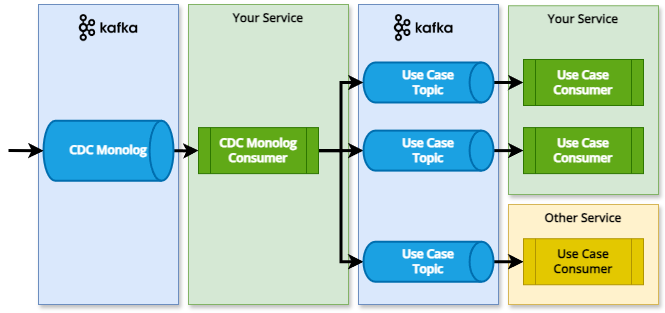 kafka
Your Service
kafka
Your Service
CDC Monolog
CDC Monolog
Consumer
Use Case
Topic
Use Case
Consumer
Use Case
Topic
Use Case
Consumer
Other Service
Use Case
Topic
Use Case
Consumer